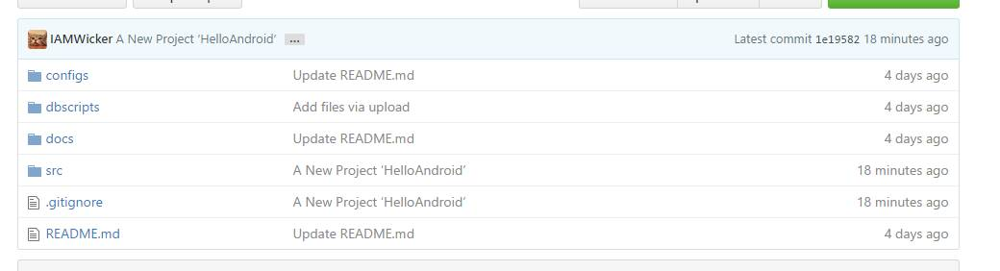 IAMWicker A New Project ‘HelloAndroid’ ... Latest commit 1e19582 18 minutes ago
configs Update README.md 4 days ago
dbscripts Add files via upload 4 days ago
docs Update README.md 4 days ago
src A New Project ‘HelloAndroid’ 18 minutes ago
.gitignore A New Project ‘HelloAndroid’ 18 minutes ago
README.md Update README.md 4 days ago